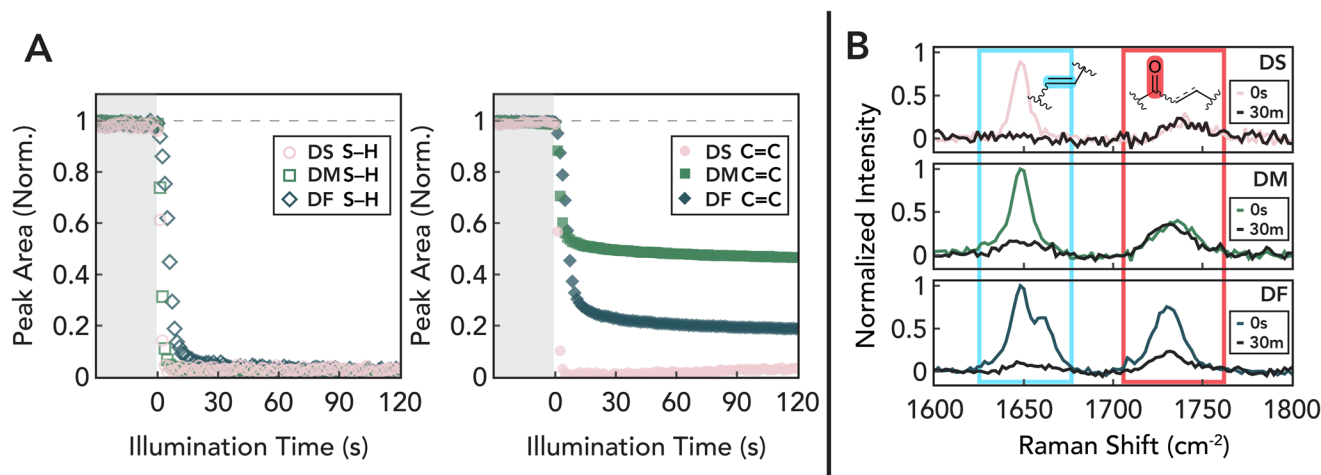 A
Peak Area (Norm.)
1
0.8
0.6
0.4
0.2
0
0 30 60 90 120
Illumination Time (s)
DS S–H
DM S–H
DF S–H
Peak Area (Norm.)
1
0.8
0.6
0.4
0.2
0
0 30 60 90 120
Illumination Time (s)
DS C=C
DM C=C
DF C=C
B
Normalized Intensity
1
0.5
0
O
DS
0s
30m
1
0.5
0
DM
0s
30m
1
0.5
0
DF
0s
30m
1600 1650 1700 1750 1800
Raman Shift (cm⁻²)